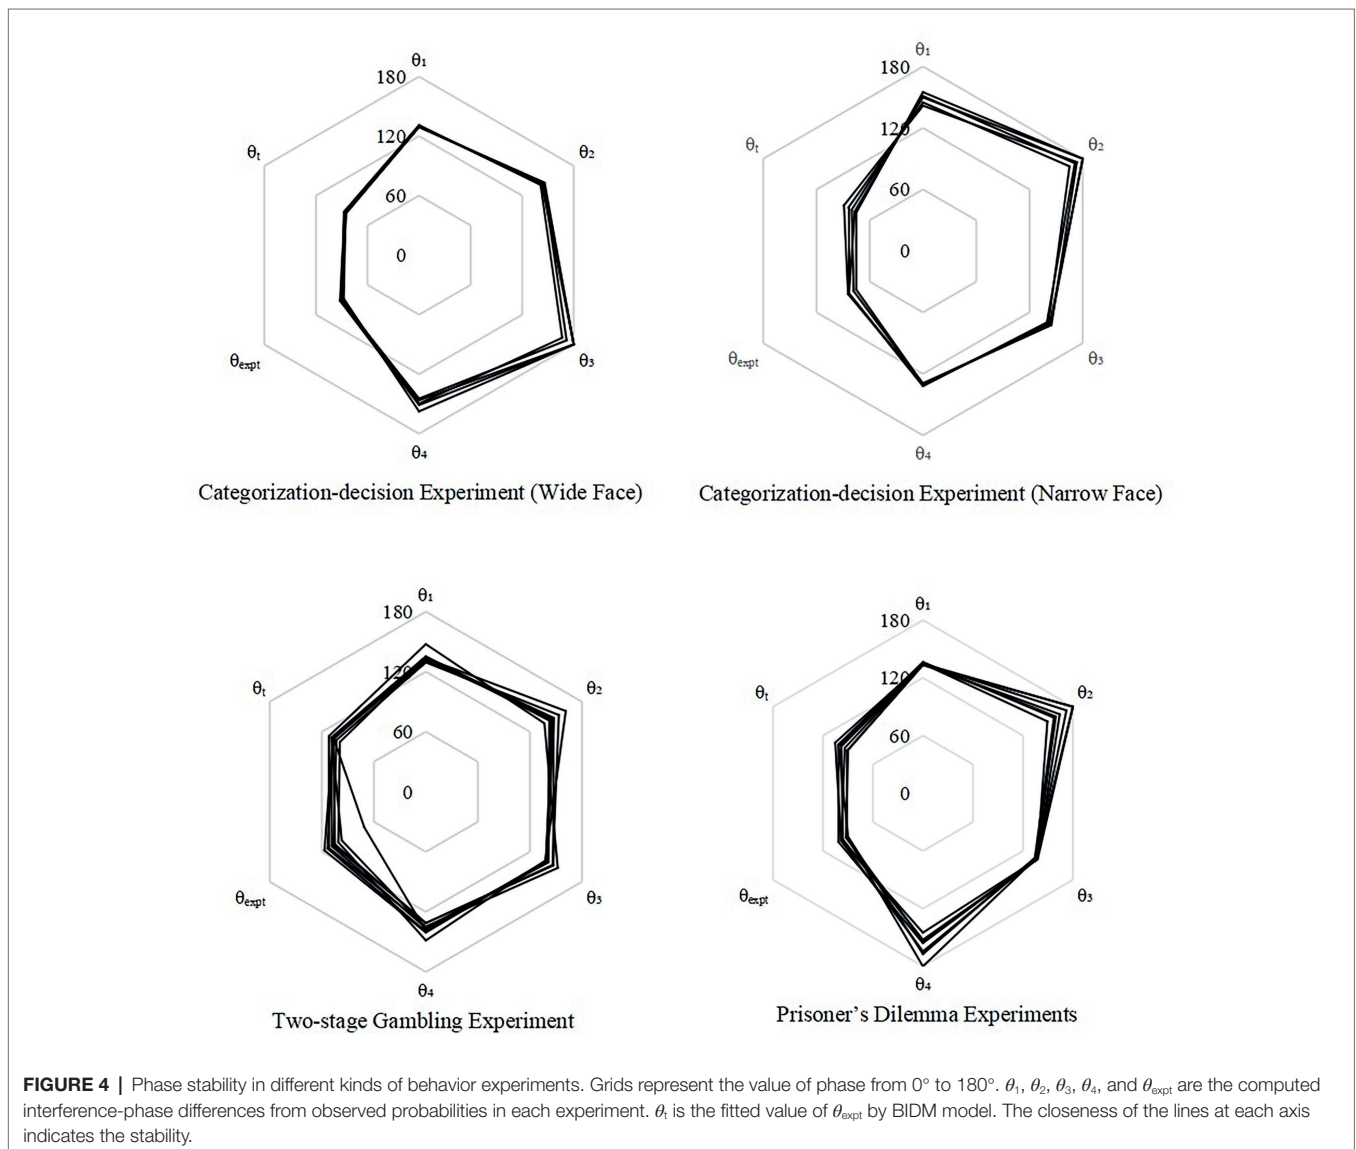 θ₁
180
120
60
0
θₜ
θ₂
θₑₓₚₜ
θ₃
θ₄
Categorization-decision Experiment (Wide Face)
θ₁
180
120
60
0
θₜ
θ₂
θₑₓₚₜ
θ₃
θ₄
Categorization-decision Experiment (Narrow Face)
θ₁
180
120
60
0
θₜ
θ₂
θₑₓₚₜ
θ₃
θ₄
Two-stage Gambling Experiment
θ₁
180
120
60
0
θₜ
θ₂
θₑₓₚₜ
θ₃
θ₄
Prisoner’s Dilemma Experiments
FIGURE 4 | Phase stability in different kinds of behavior experiments. Grids represent the value of phase from 0° to 180°. θ₁, θ₂, θ₃, θ₄, and θₑₓₚₜ are the computed
interference-phase differences from observed probabilities in each experiment. θₜ is the fitted value of θₑₓₚₜ by BIDM model. The closeness of the lines at each axis
indicates the stability.